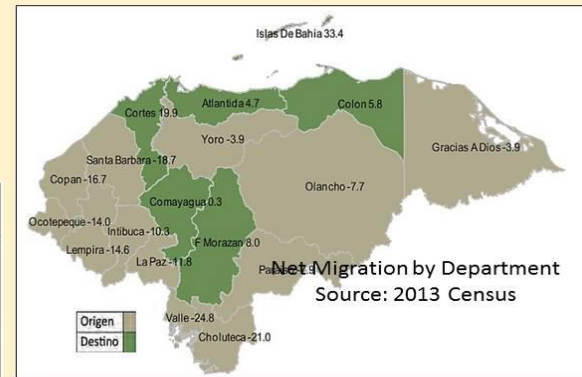 Islas De Bahia 33.4
Atlantida 4.7
Colon 5.8
Cortes 19.9
Yoro -3.9
Gracias A Dios -3.9
Santa Barbara -18.7
Copan -16.7
Olancho -7.7
Comayagua 0.3
Ocotepeque -14.0
Intibuca -10.3
F Morazan 8.0
Lempira -14.6
La Paz -11.8
Net Migration by Department
Source: 2013 Census
Valle -24.8
Choluteca -21.0
Origen
Destino